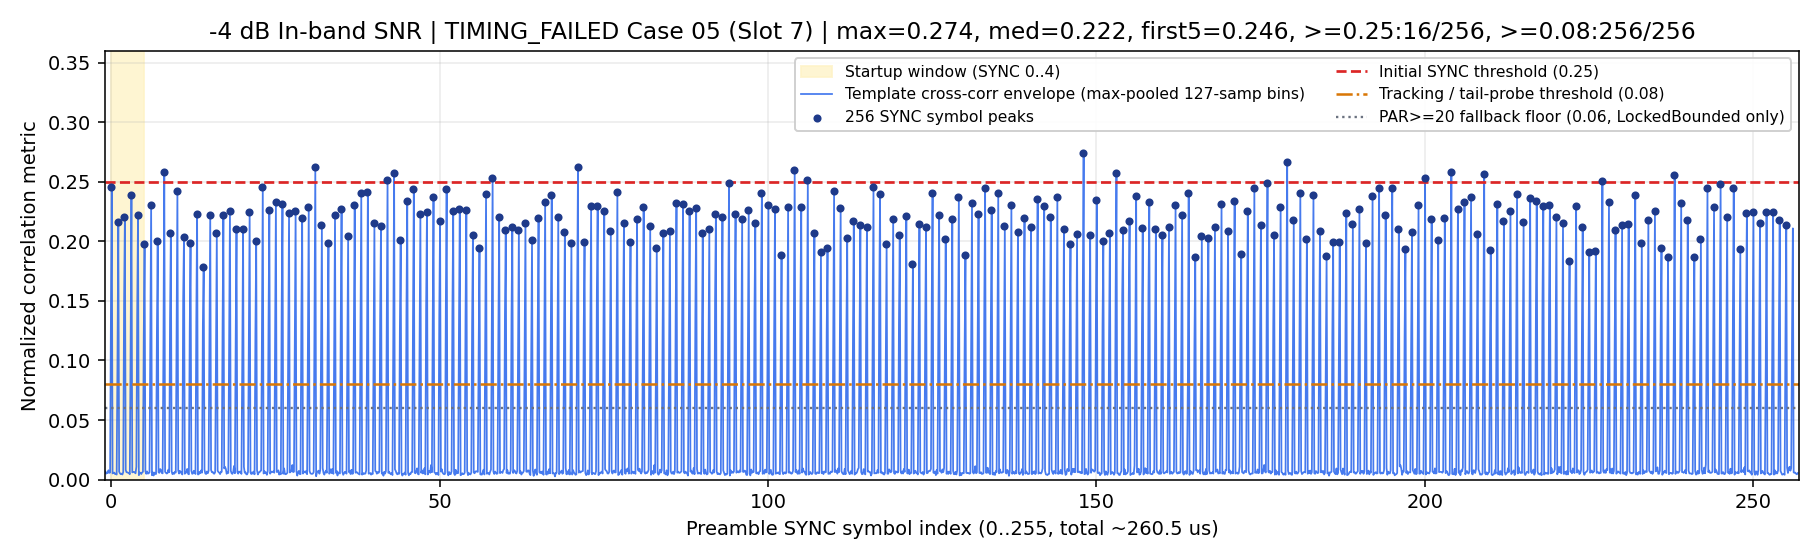 -4 dB In-band SNR | TIMING_FAILED Case 05 (Slot 7) | max=0.274, med=0.222, first5=0.246, >=0.25:16/256, >=0.08:256/256
Normalized correlation metric
0.35
0.30
0.25
0.20
0.15
0.10
0.05
0.00
Startup window (SYNC 0..4)
Template cross-corr envelope (max-pooled 127-samp bins)
256 SYNC symbol peaks
Initial SYNC threshold (0.25)
Tracking / tail-probe threshold (0.08)
PAR>=20 fallback floor (0.06, LockedBounded only)
0 50 100 150 200 250
Preamble SYNC symbol index (0..255, total ~260.5 us)